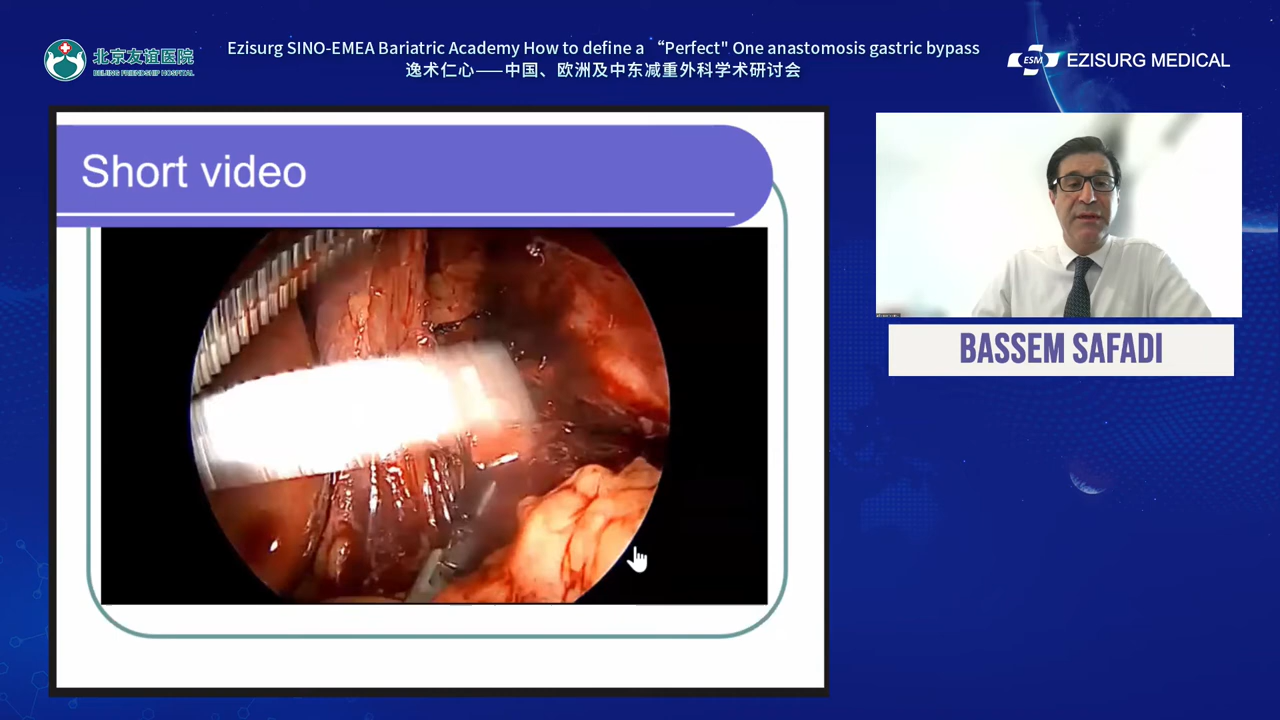 北京友谊医院
BEIJING FRIENDSHIP HOSPITAL
Ezisurg SINO-EMEA Bariatric Academy How to define a “Perfect" One anastomosis gastric bypass
逸术仁心——中国、欧洲及中东减重外科学术研讨会
ESM
EZISURG MEDICAL
Short video
BASSEM SAFADI